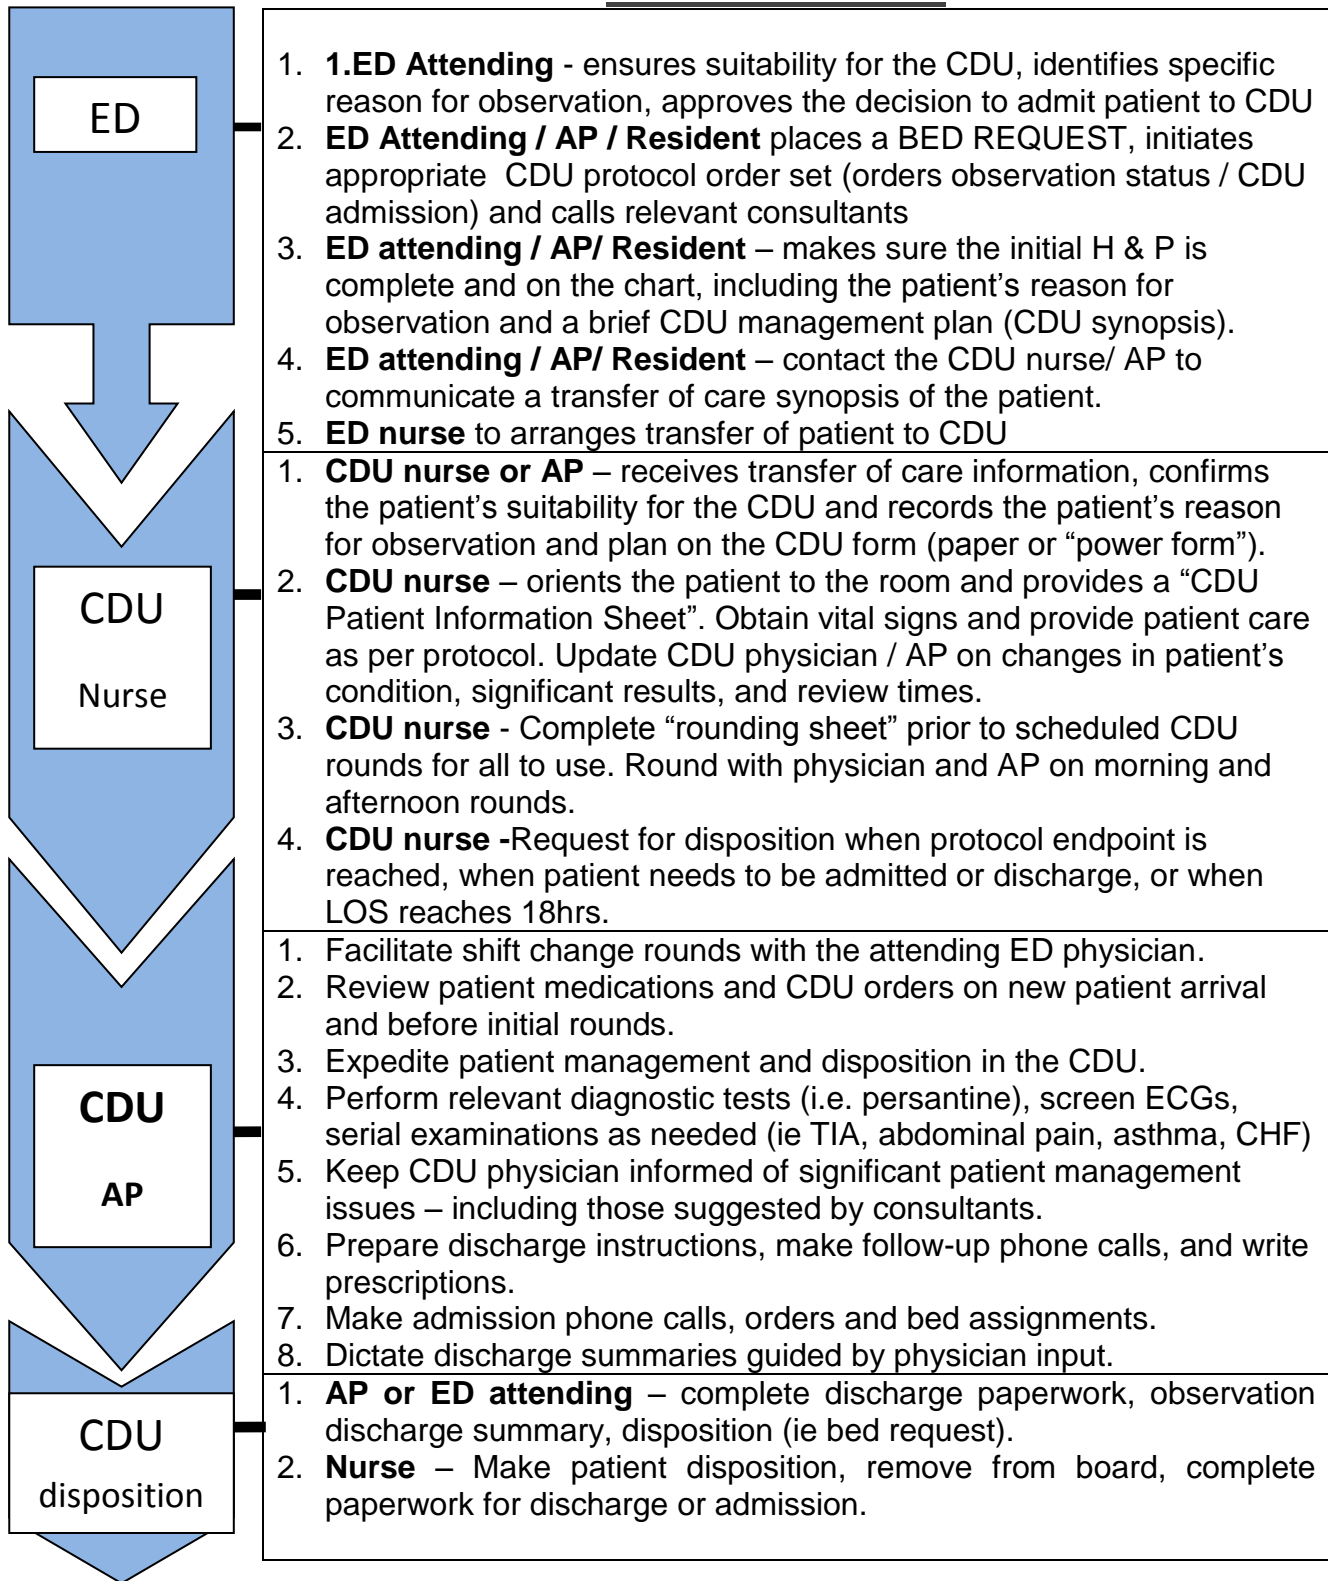 ED
1. 1.ED Attending - ensures suitability for the CDU, identifies specific
reason for observation, approves the decision to admit patient to CDU
2. ED Attending / AP / Resident places a BED REQUEST, initiates
appropriate CDU protocol order set (orders observation status / CDU
admission) and calls relevant consultants
3. ED attending / AP/ Resident – makes sure the initial H & P is
complete and on the chart, including the patient’s reason for
observation and a brief CDU management plan (CDU synopsis).
4. ED attending / AP/ Resident – contact the CDU nurse/ AP to
communicate a transfer of care synopsis of the patient.
5. ED nurse to arranges transfer of patient to CDU
CDU
Nurse
1. CDU nurse or AP – receives transfer of care information, confirms
the patient’s suitability for the CDU and records the patient’s reason
for observation and plan on the CDU form (paper or “power form”).
2. CDU nurse – orients the patient to the room and provides a “CDU
Patient Information Sheet”. Obtain vital signs and provide patient care
as per protocol. Update CDU physician / AP on changes in patient’s
condition, significant results, and review times.
3. CDU nurse - Complete “rounding sheet” prior to scheduled CDU
rounds for all to use. Round with physician and AP on morning and
afternoon rounds.
4. CDU nurse -Request for disposition when protocol endpoint is
reached, when patient needs to be admitted or discharge, or when
LOS reaches 18hrs.
CDU
AP
1. Facilitate shift change rounds with the attending ED physician.
2. Review patient medications and CDU orders on new patient arrival
and before initial rounds.
3. Expedite patient management and disposition in the CDU.
4. Perform relevant diagnostic tests (i.e. persantine), screen ECGs,
serial examinations as needed (ie TIA, abdominal pain, asthma, CHF)
5. Keep CDU physician informed of significant patient management
issues – including those suggested by consultants.
6. Prepare discharge instructions, make follow-up phone calls, and write
prescriptions.
7. Make admission phone calls, orders and bed assignments.
8. Dictate discharge summaries guided by physician input.
CDU
disposition
1. AP or ED attending – complete discharge paperwork, observation
discharge summary, disposition (ie bed request).
2. Nurse – Make patient disposition, remove from board, complete
paperwork for discharge or admission.